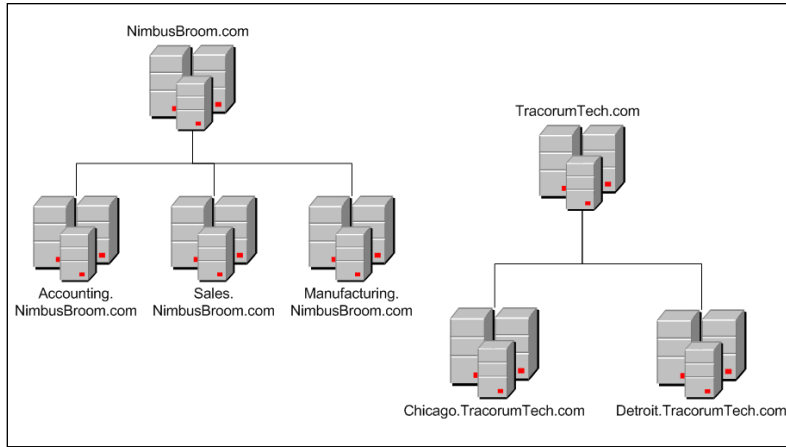 NimbusBroom.com
TracorumTech.com
Accounting.
NimbusBroom.com
Sales.
NimbusBroom.com
Manufacturing.
NimbusBroom.com
Chicago.TracorumTech.com
Detroit.TracorumTech.com